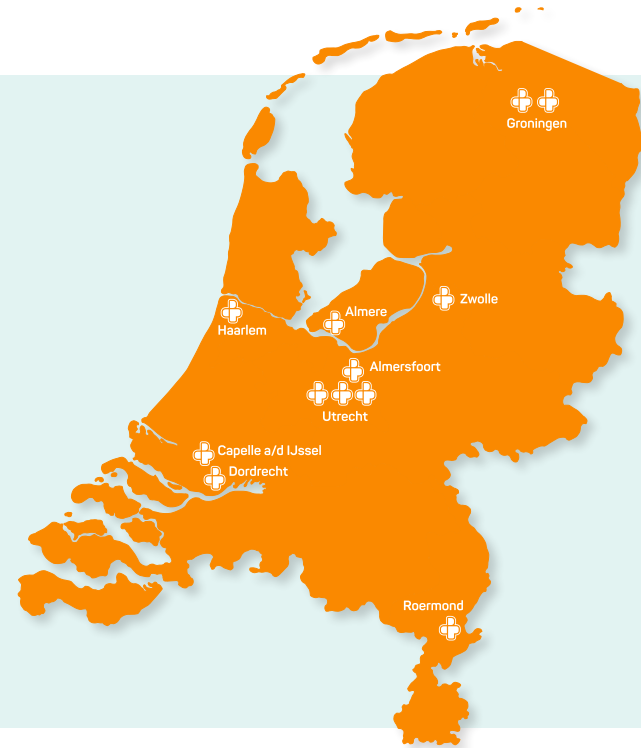 Groningen
Zwolle
Almere
Haarlem
Almersfoort
Utrecht
Capelle a/d IJssel
Dordrecht
Roermond